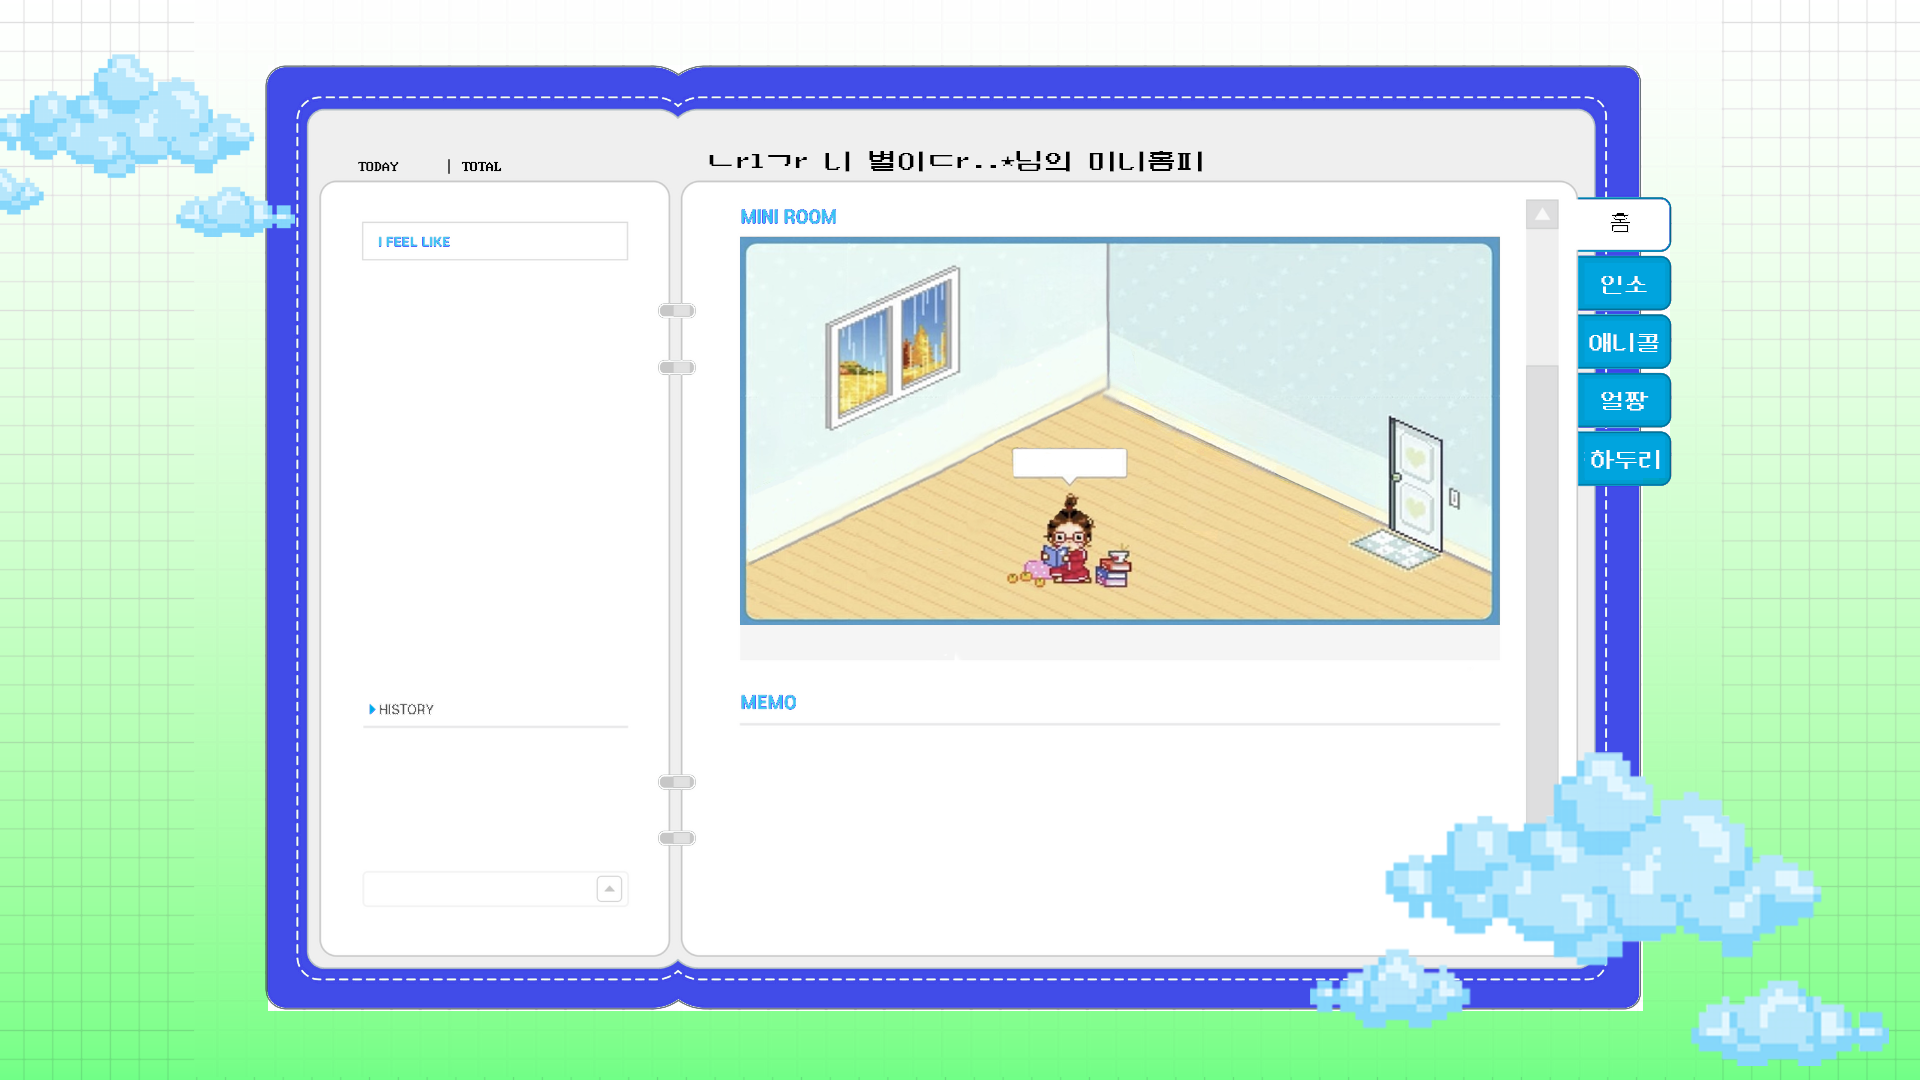 TODAY | TOTAL
ㄴr1ㄱr 니 별이ㄷr..*님의 미니홈피
I FEEL LIKE
HISTORY
MINI ROOM
MEMO
홈
인소
애니콜
얼짱
하두리